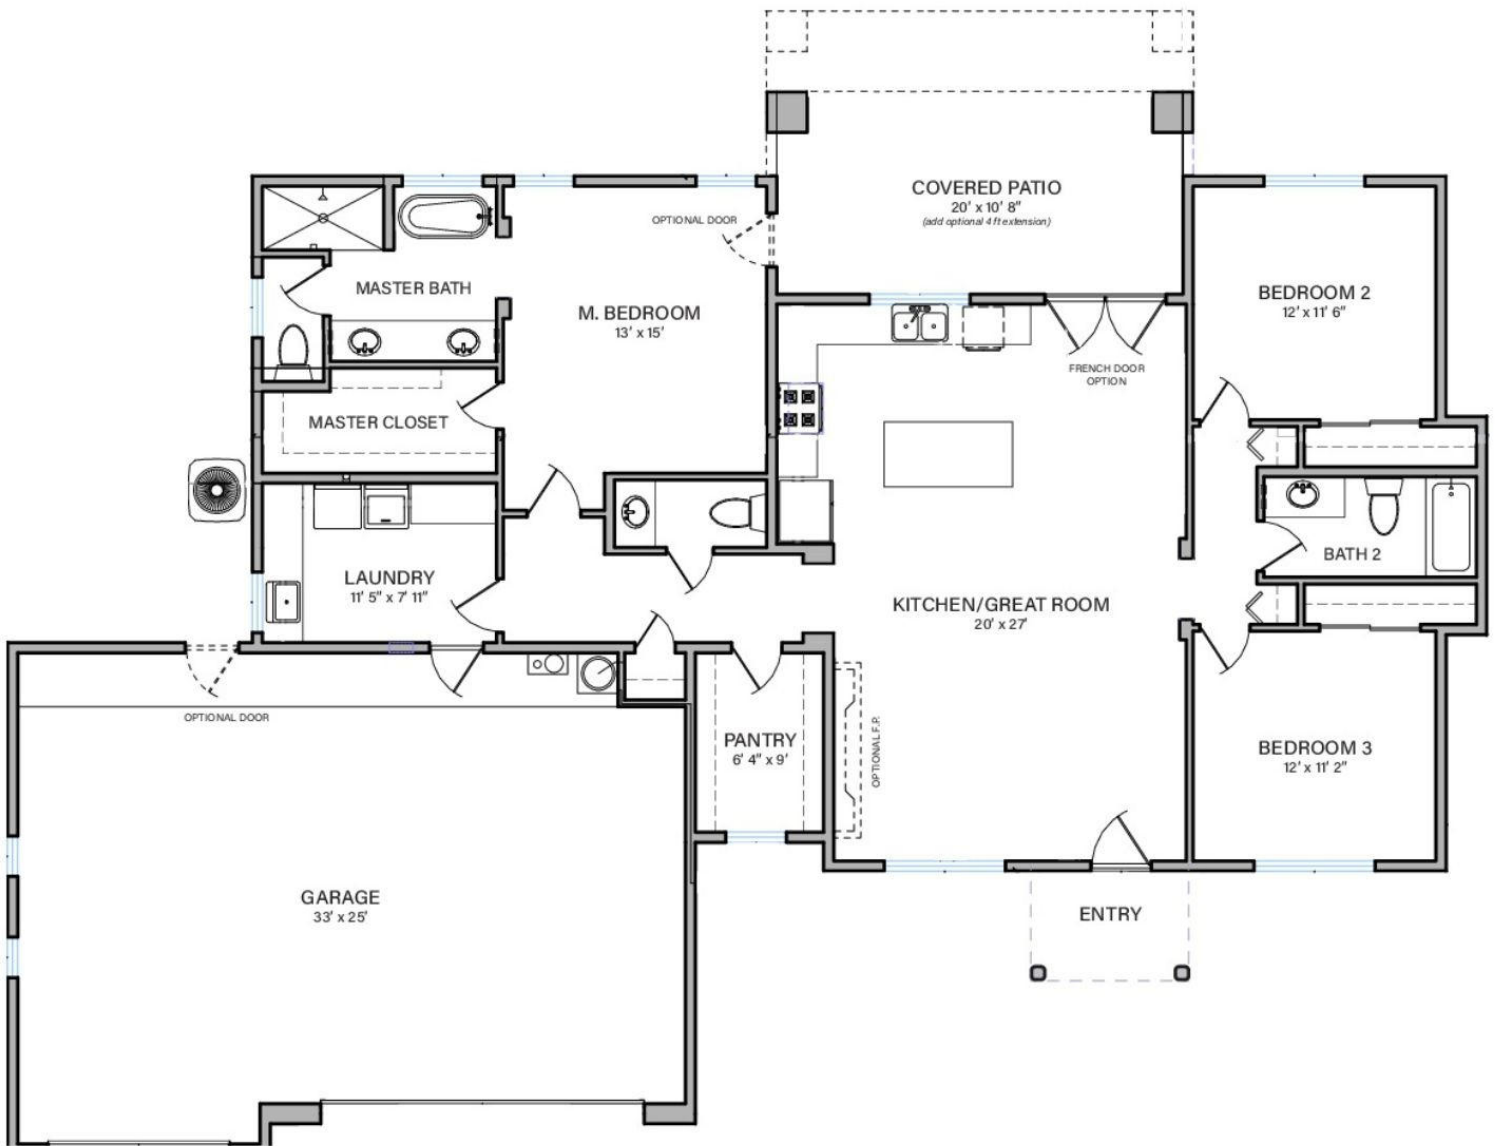 COVERED PATIO
20' x 10' 8"
(add optional 4 ft extension)
OPTIONAL DOOR
MASTER BATH
M. BEDROOM
13' x 15'
BEDROOM 2
12' x 11' 6"
FRENCH DOOR
OPTION
MASTER CLOSET
BATH 2
LAUNDRY
11' 5" x 7' 11"
KITCHEN/GREAT ROOM
20' x 27'
OPTIONAL DOOR
PANTRY
6' 4" x 9'
OPTIONAL F.P.
BEDROOM 3
12' x 11' 2"
GARAGE
33' x 25'
ENTRY